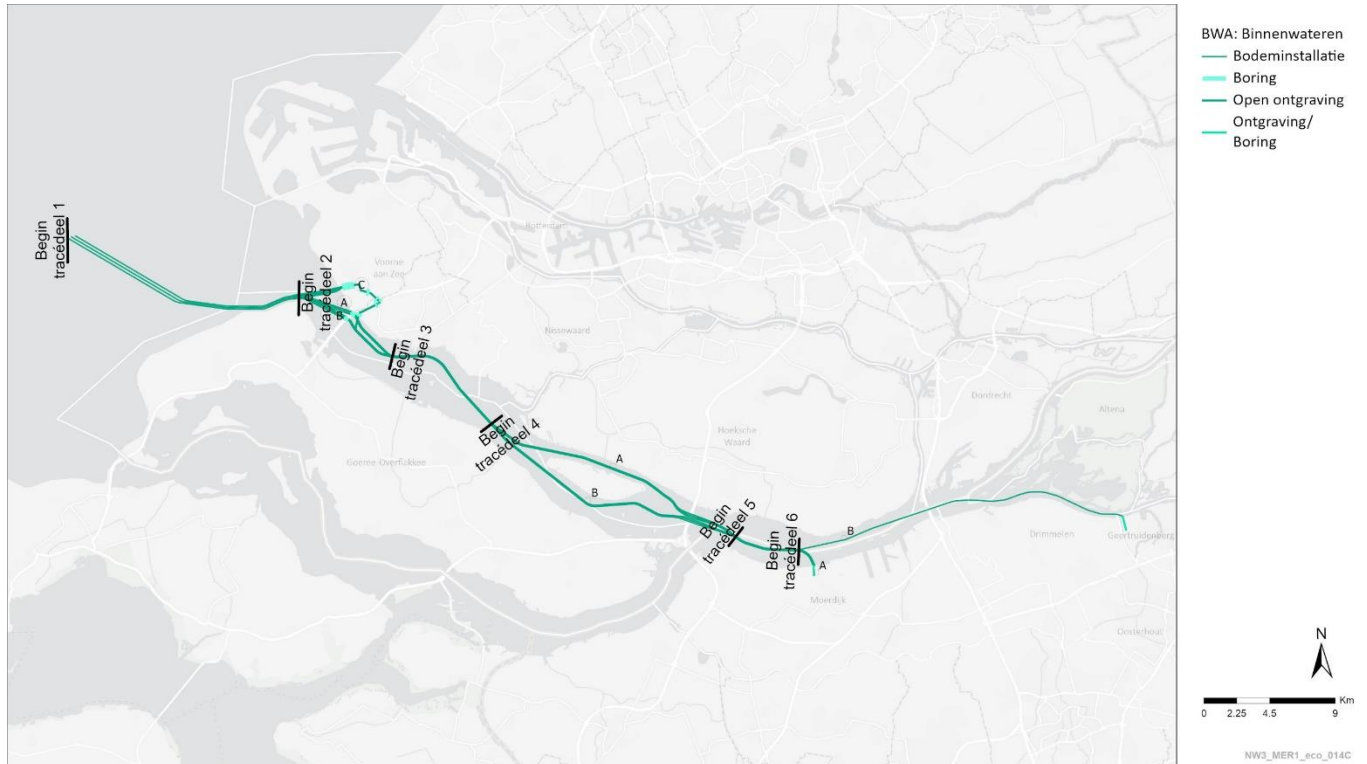 BWA: Binnenwateren
Bodeminstallatie
Boring
Open ontgraving
Ontgraving/
Boring
Begin
tracédeel 1
Begin
tracédeel 2
Voorne
aan Zee
C
A
B
Rotterdam
Begin
tracédeel 3
Nissewaard
Begin
tracédeel 4
Goeree-Overflakkee
Hoeksche
Waard
Dordrecht
Altena
A
B
Begin
tracédeel 5
Begin
tracédeel 6
B
A
Drimmelen
Geertruidenberg
Moerdijk
Oosterhout
N
Km
0 2.25 4.5 9
NW3_MER1_eco_014C